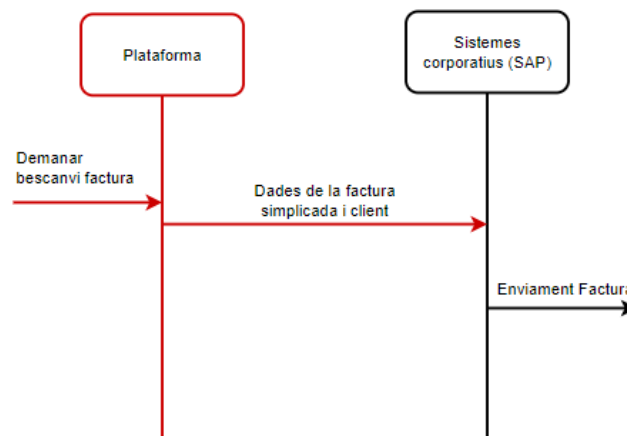 Plataforma
Sistemes
corporatius (SAP)
Demanar
bescanvi factura
Dades de la factura
simplicada i client
Enviament Factura